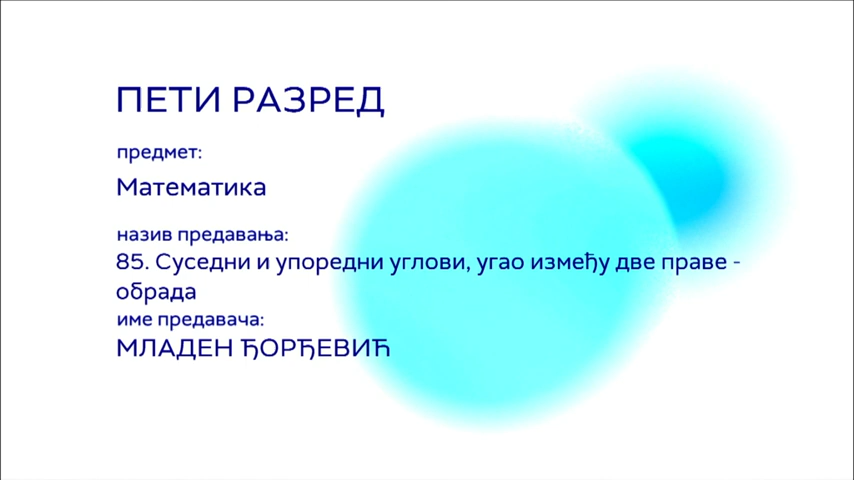 ПЕТИ РАЗРЕД
предмет:
Математика
назив предавања:
85. Суседни и упоредни углови, угао између две праве -
обрада
име предавача:
МЛАДЕН ЂОРЂЕВИЋ